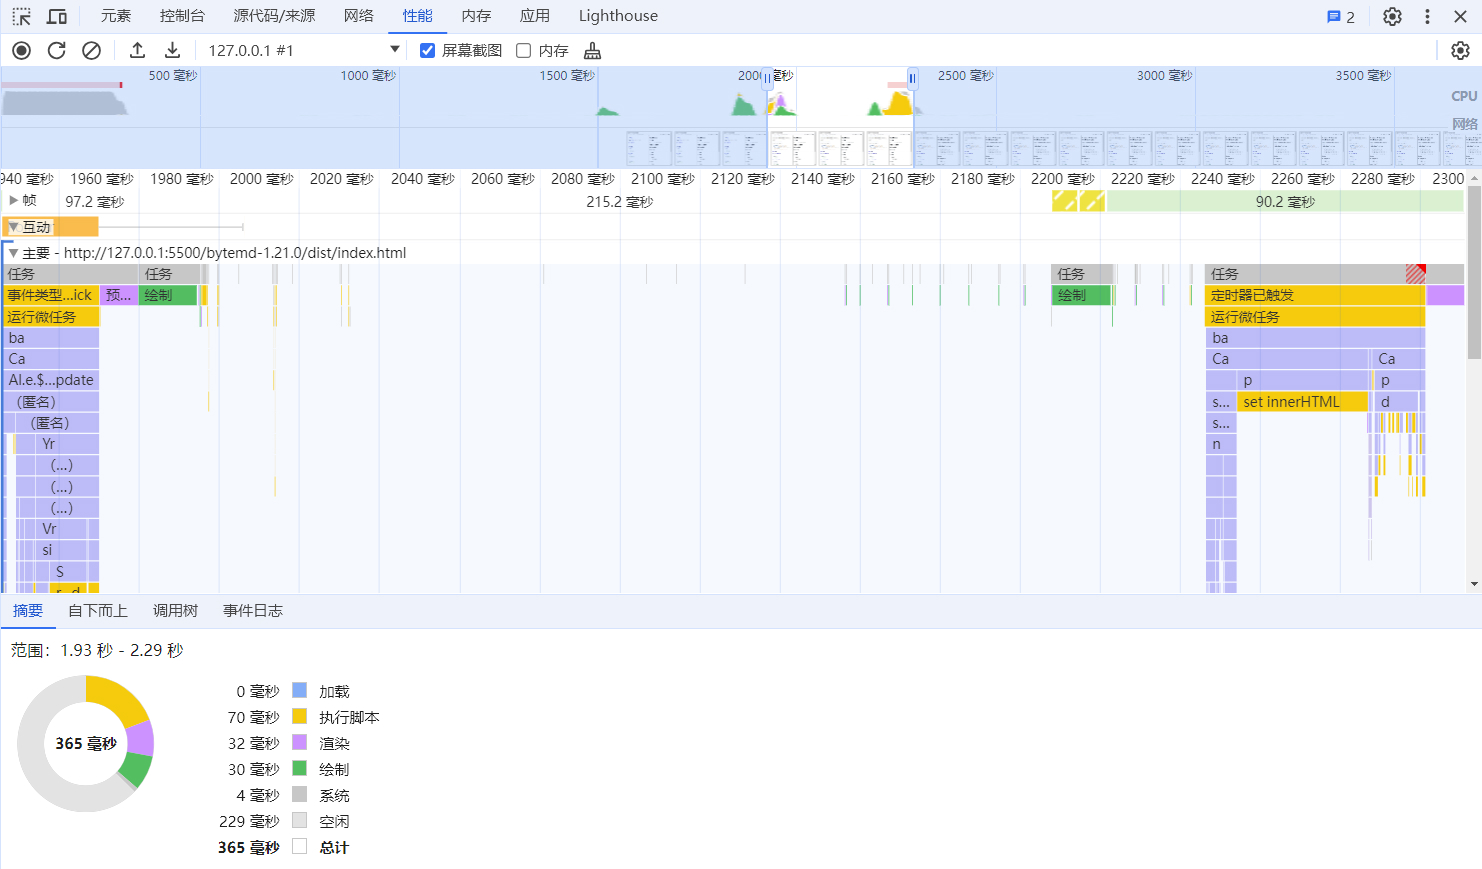 元素 控制台 源代码/来源 网络 性能 内存 应用 Lighthouse 2
127.0.0.1 #1 屏幕截图 内存
500 毫秒 1000 毫秒 1500 毫秒 2000 毫秒 2500 毫秒 3000 毫秒 3500 毫秒
CPU
网络
940 毫秒 1960 毫秒 1980 毫秒 2000 毫秒 2020 毫秒 2040 毫秒 2060 毫秒 2080 毫秒 2100 毫秒 2120 毫秒 2140 毫秒 2160 毫秒 2180 毫秒 2200 毫秒 2220 毫秒 2240 毫秒 2260 毫秒 2280 毫秒 2300
帧 97.2 毫秒 215.2 毫秒 90.2 毫秒
互动
主要 - http://127.0.0.1:5500/bytemd-1.21.0/dist/index.html
任务 任务 任务 任务
事件类型...ick 预... 绘制 绘制 定时器已触发
运行微任务 运行微任务
ba ba
Ca Ca Ca
Al.e.$...pdate p p
(匿名) s... set innerHTML d
(匿名) s...
Yr n
(...)
(...)
(...)
Vr
si
S
摘要 自下而上 调用树 事件日志
范围：1.93 秒 - 2.29 秒
365 毫秒
0 毫秒 加载
70 毫秒 执行脚本
32 毫秒 渲染
30 毫秒 绘制
4 毫秒 系统
229 毫秒 空闲
365 毫秒 总计